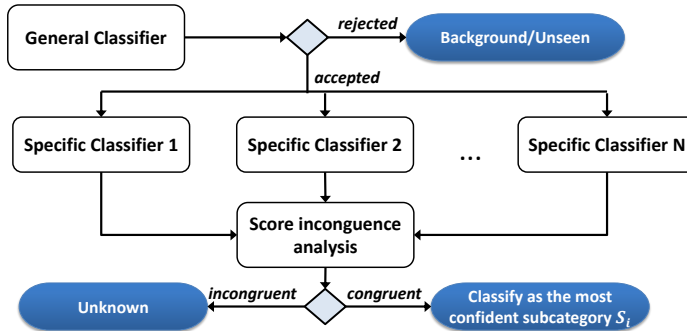 General Classifier
rejected
Background/Unseen
accepted
Specific Classifier 1
Specific Classifier 2
...
Specific Classifier N
Score inconguence
analysis
Unknown
incongruent
congruent
Classify as the most
confident subcategory S_i